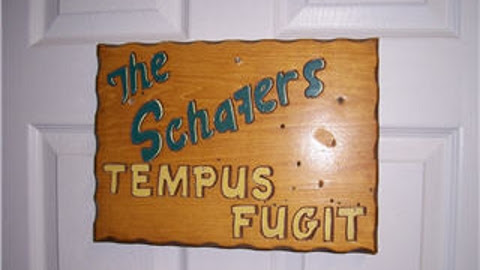 The
Schafers
TEMPUS
FUGIT